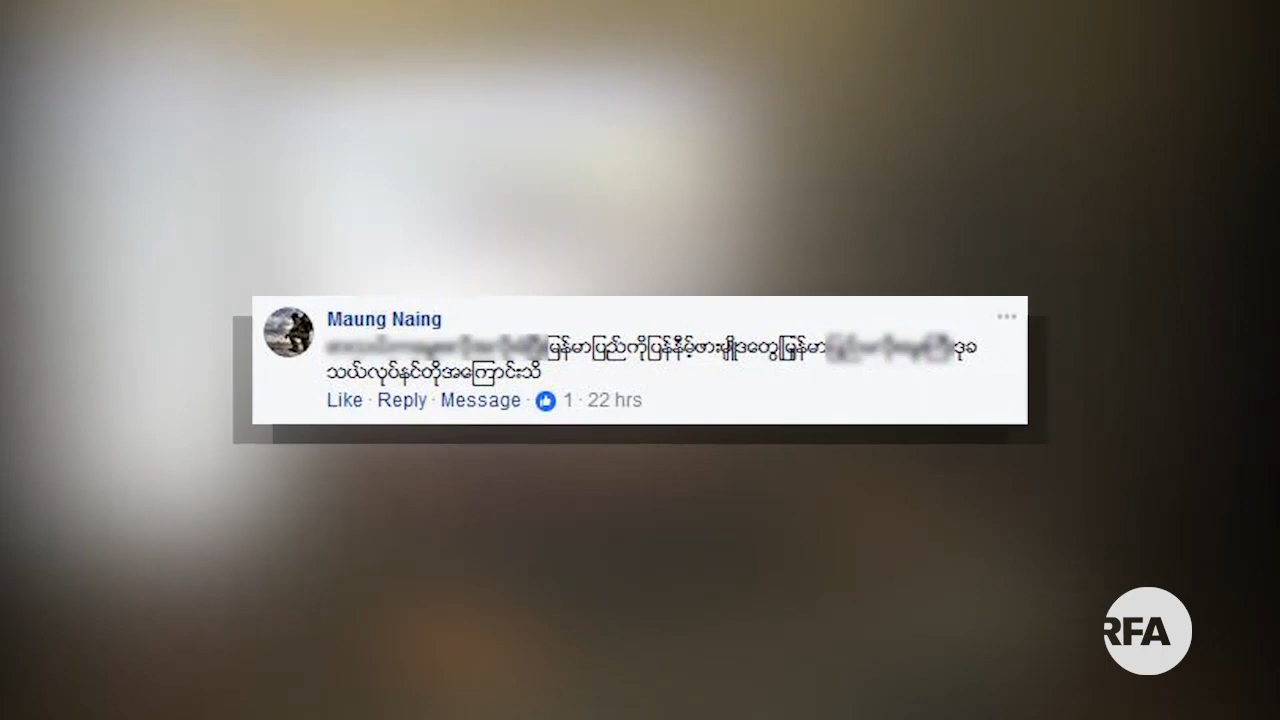 Maung Naing
မြန်မာပြည်ကိုပြန်နီမ့်ဖားမျိုဒတွေမြန်မာ ဒုခ
သယ်လုပ်နင်တိုအကြောင်းသိ
Like · Reply · Message · 1 · 22 hrs
RFA